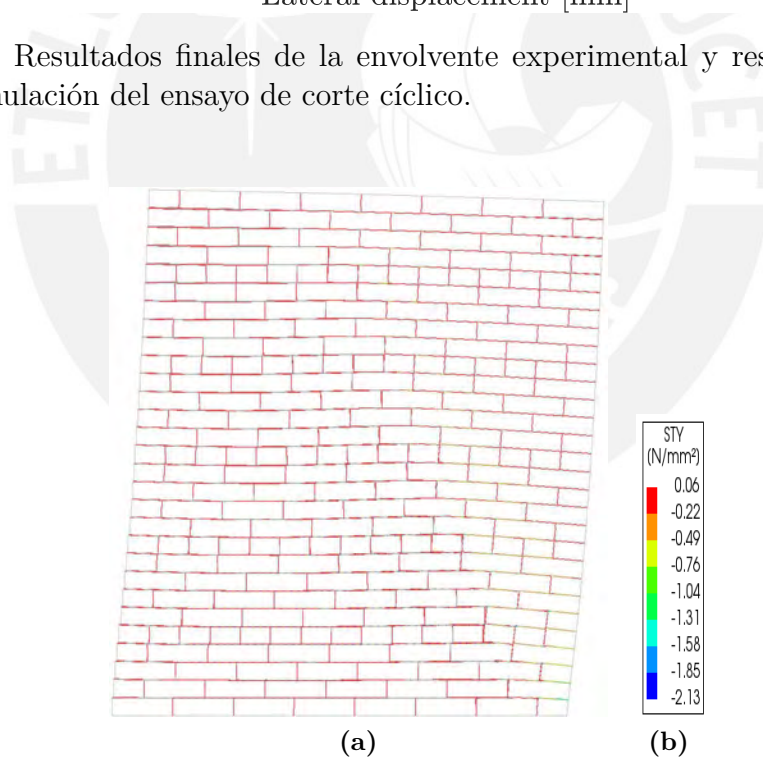 Lateral displacement [mm]
Resultados finales de la envolvente experimental y res
ulación del ensayo de corte cíclico.
STY
(N/mm²)
0.06
-0.22
-0.49
-0.76
-1.04
-1.31
-1.58
-1.85
-2.13
(a)
(b)